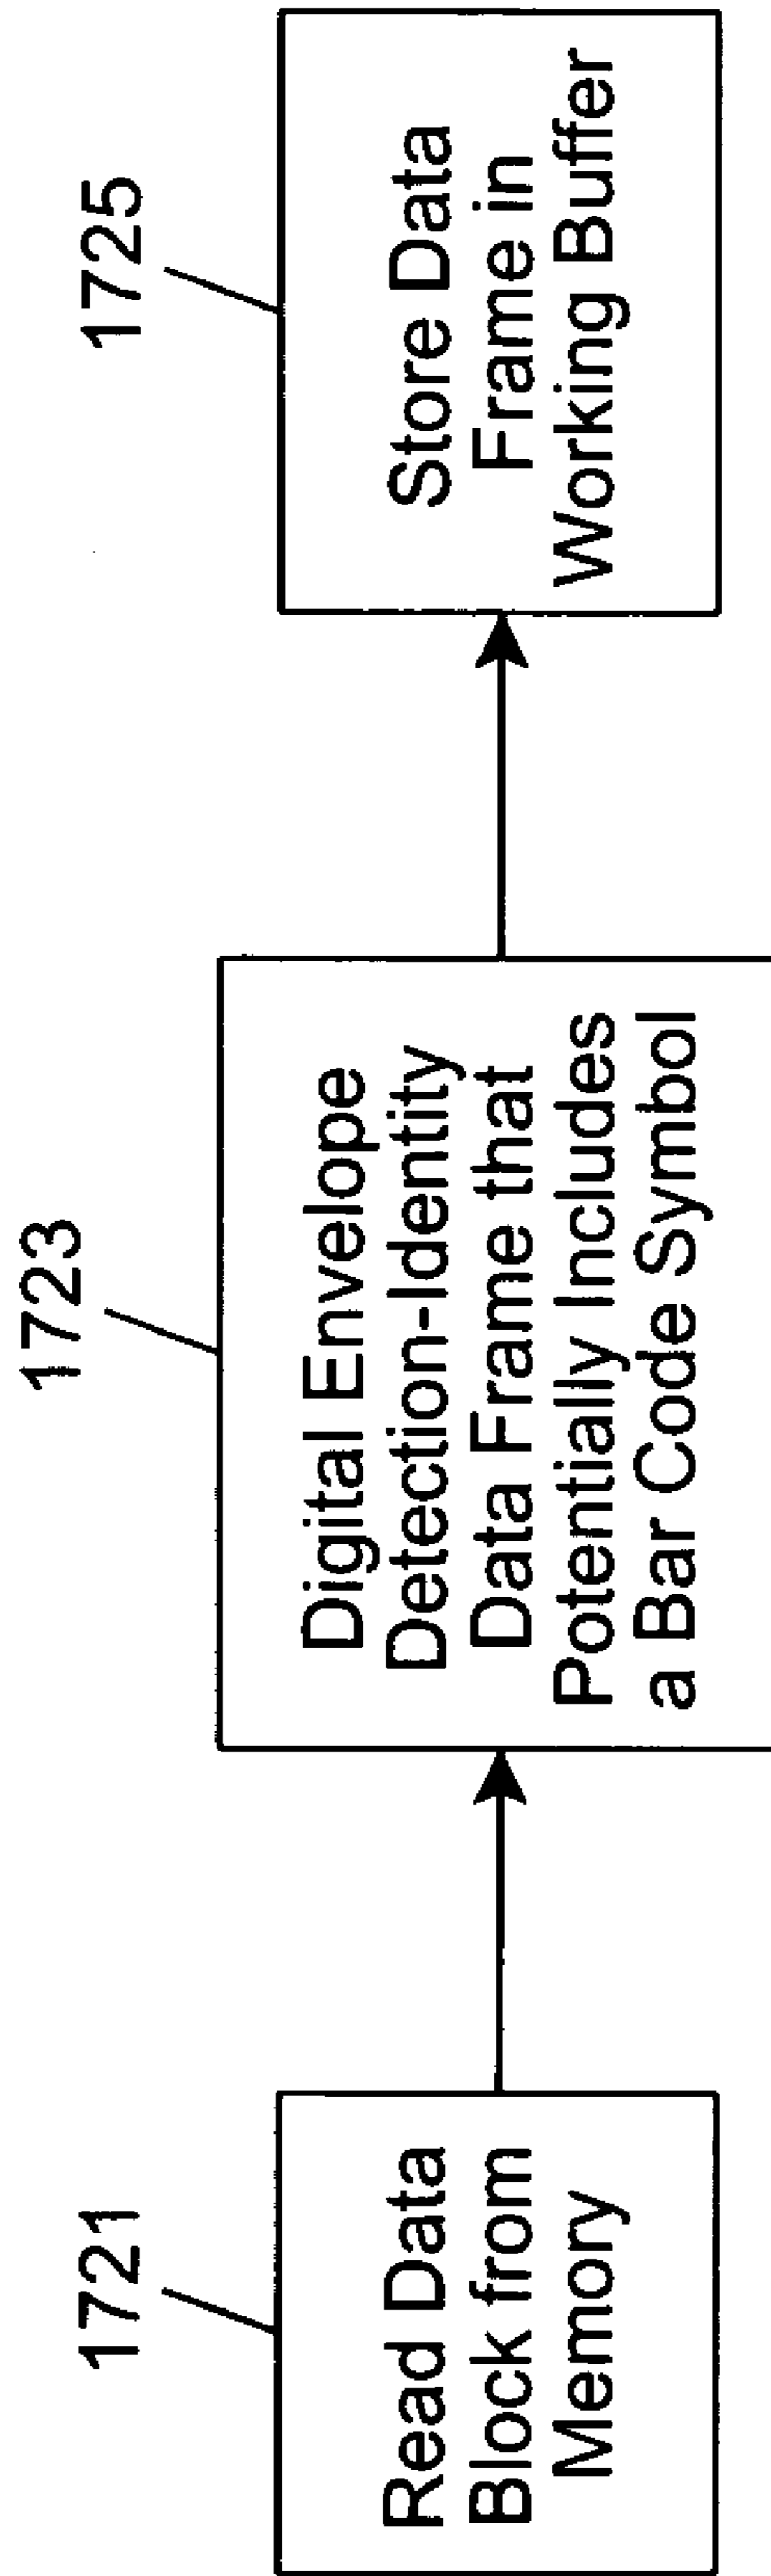 1721
Read Data
Block from
Memory
1723
Digital Envelope
Detection-Identity
Data Frame that
Potentially Includes
a Bar Code Symbol
1725
Store Data
Frame in
Working Buffer